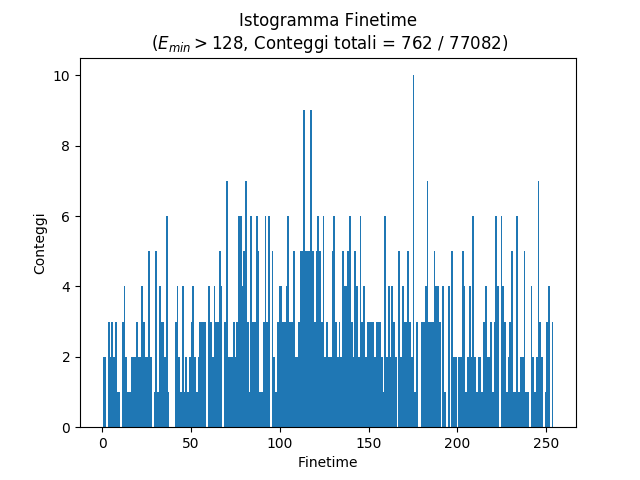 Istogramma Finetime
(E_min > 128, Conteggi totali = 762 / 77082)
10
8
6
4
2
0
Conteggi
0 50 100 150 200 250
Finetime